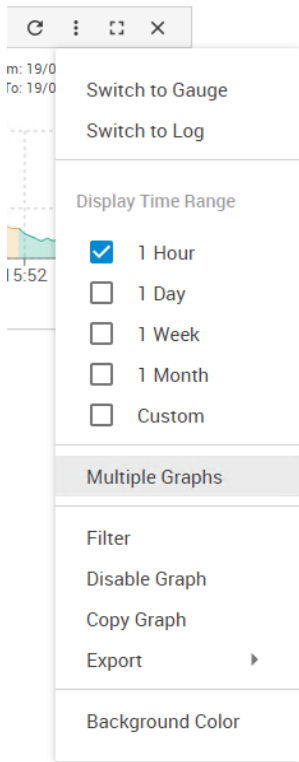 m: 19/0
To: 19/0
Switch to Gauge
Switch to Log
Display Time Range
1 Hour
15:52
1 Day
1 Week
1 Month
Custom
Multiple Graphs
Filter
Disable Graph
Copy Graph
Export
Background Color